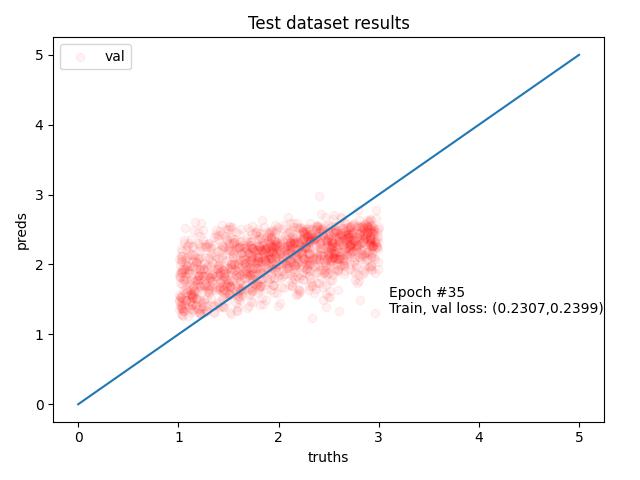 Test dataset results
val
5
4
3
2
1
0
preds
Epoch #35
Train, val loss: (0.2307,0.2399)
0 1 2 3 4 5
truths